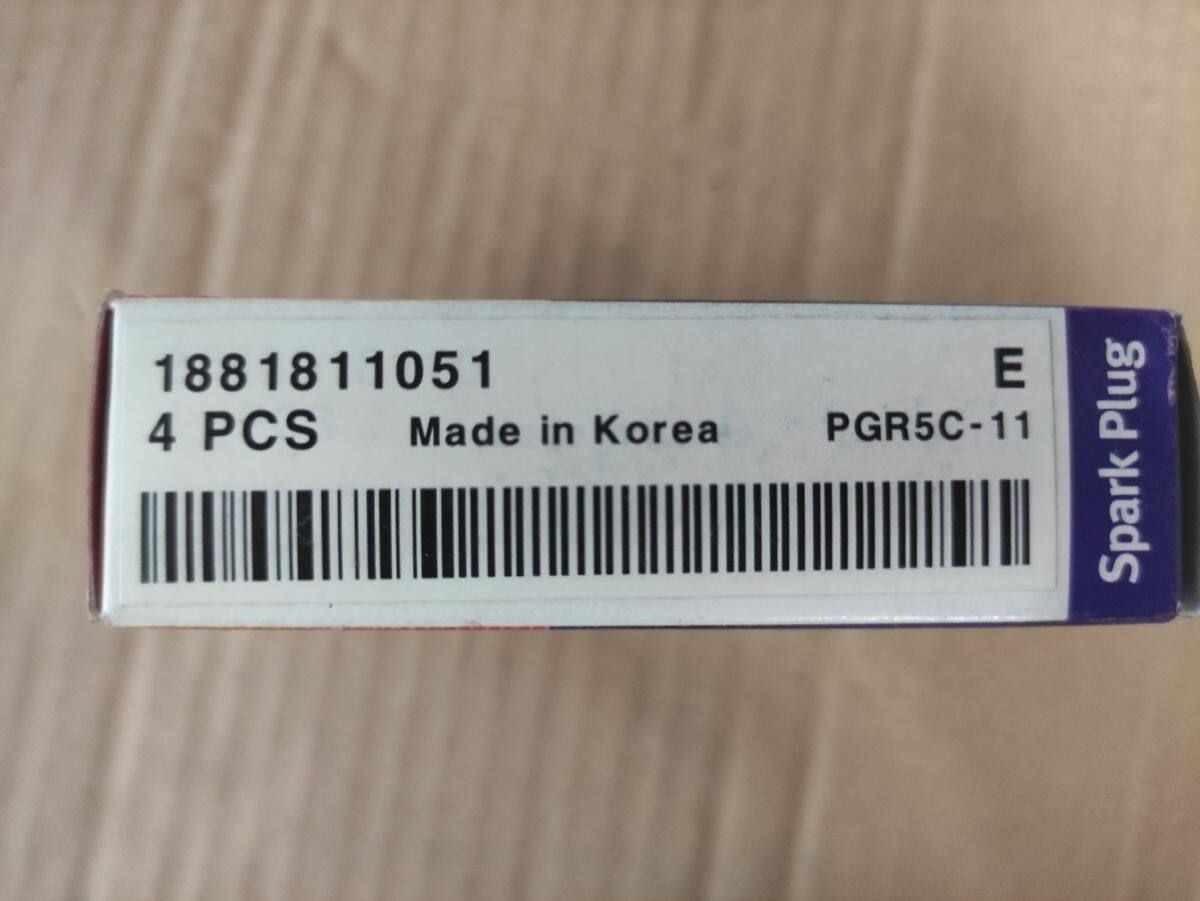 1881811051 E
4 PCS Made in Korea PGR5C-11
Spark Plug